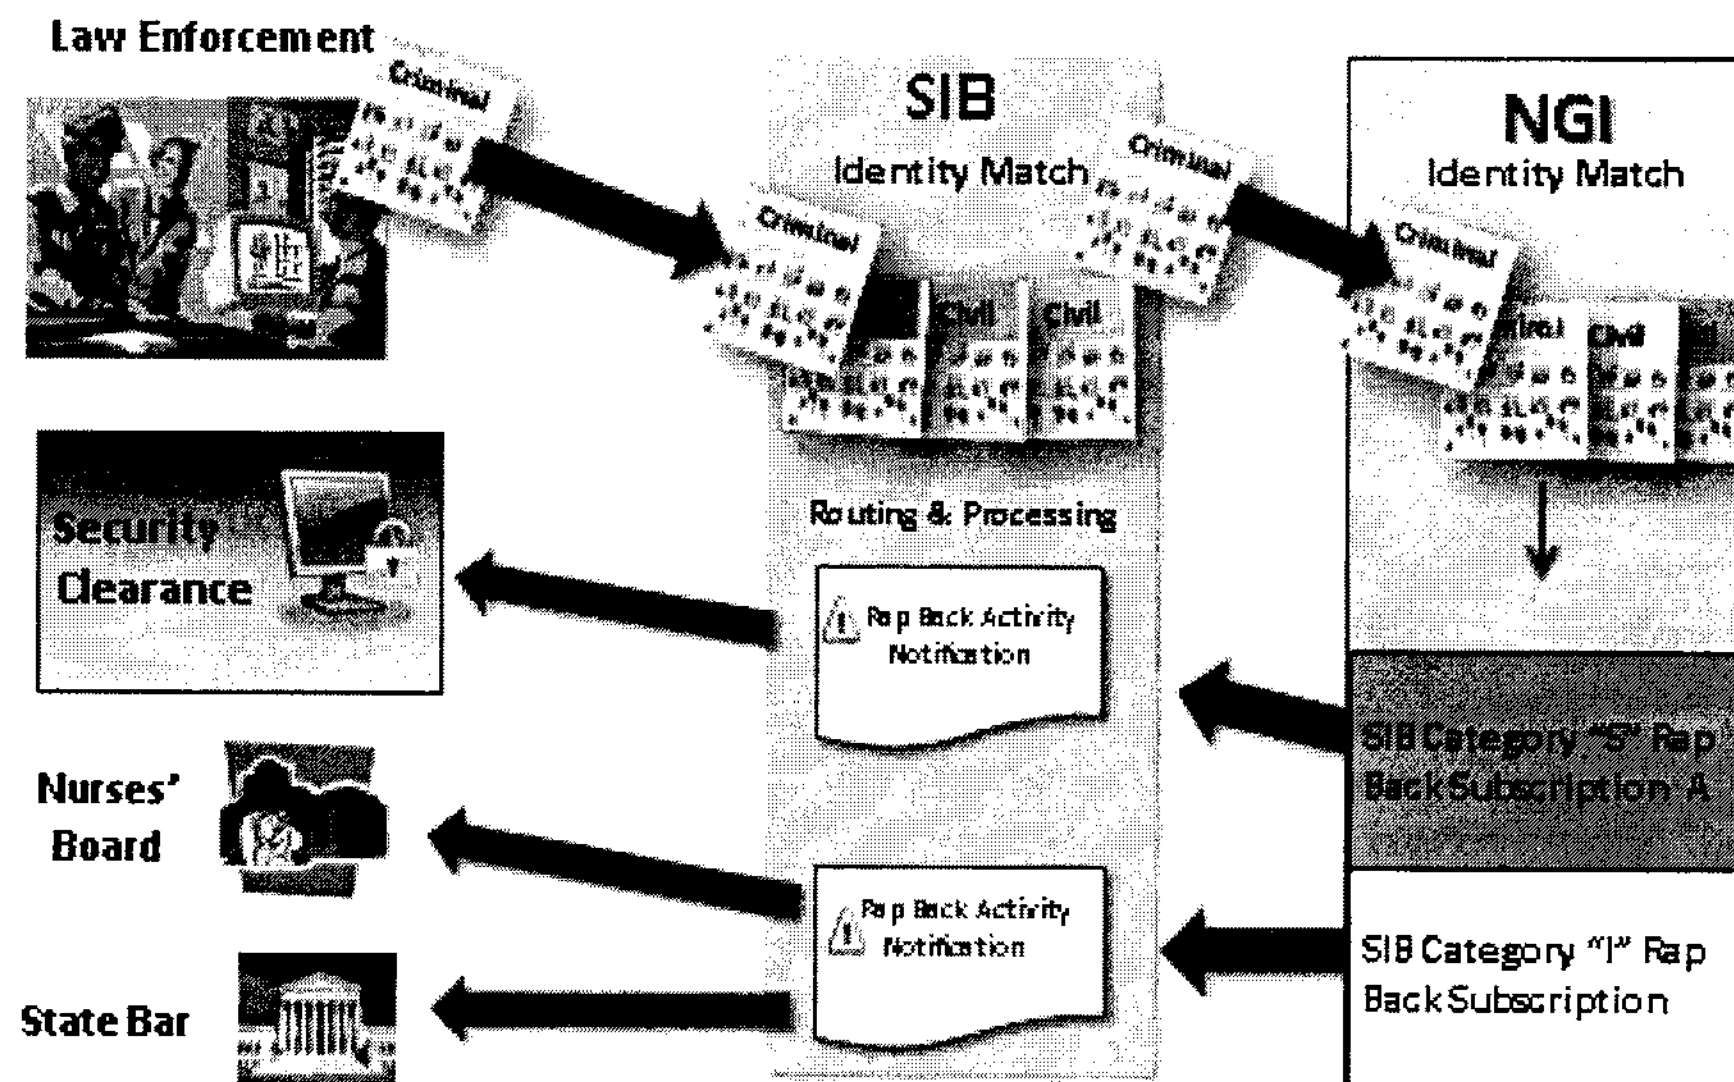 Law Enforcement
Criminal
SIB
Identity Match
Criminal
Criminal
Civil
Civil
NGI
Identity Match
Criminal
Civil
Routing & Processing
Security
Clearance
Rap Back Activity
Notification
SIB Category "S" Rap
Back Subscription A
Nurses'
Board
Rap Back Activity
Notification
SIB Category "I" Rap
Back Subscription
State Bar